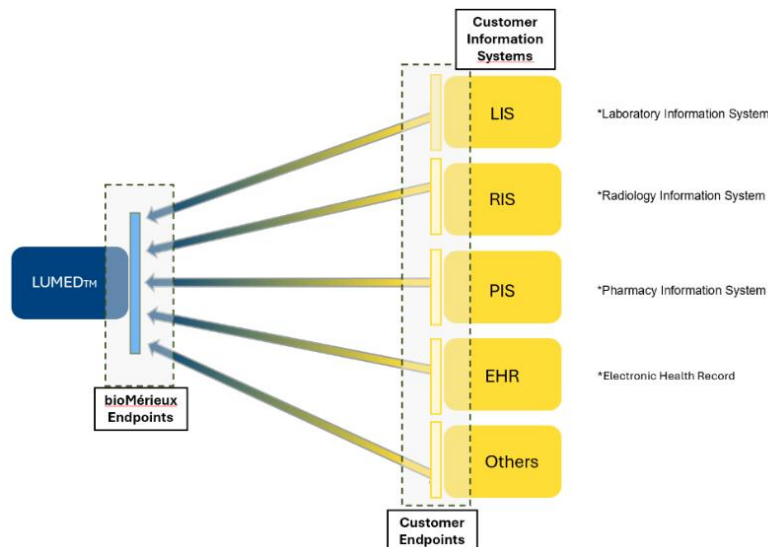 Customer
Information
Systems
LIS
*Laboratory Information System
RIS
*Radiology Information System
LUMED™
PIS
*Pharmacy Information System
EHR
*Electronic Health Record
bioMérieux
Endpoints
Others
Customer
Endpoints